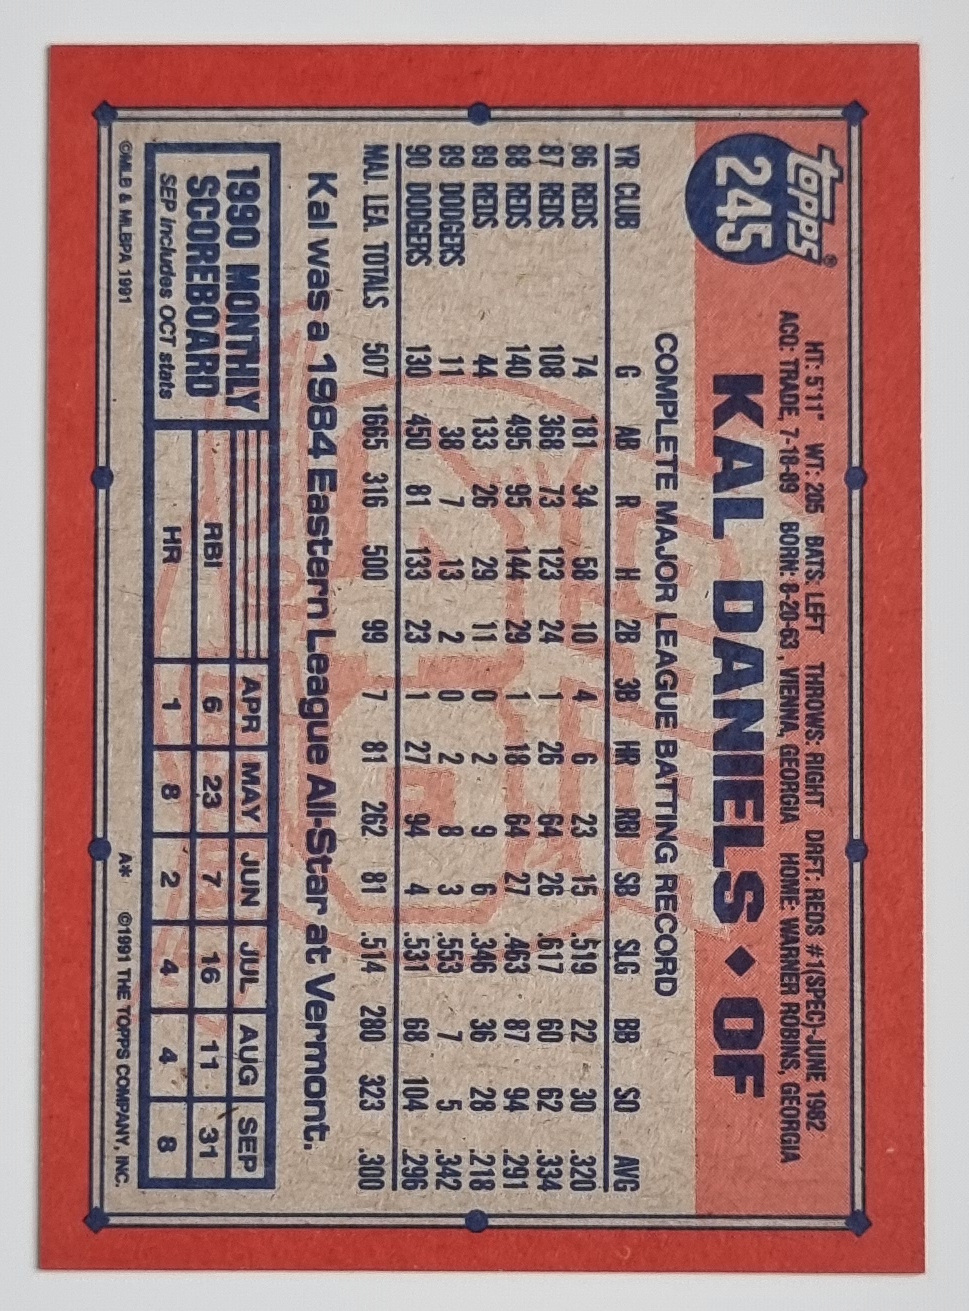 topps®
245
HT: 5'11" WT: 205 BATS: LEFT THROWS: RIGHT DRAFT: REDS #1(SPEC)-JUNE 1982
ACQ: TRADE, 7-18-89 BORN: 8-20-63, VIENNA, GEORGIA HOME: WARNER ROBINS, GEORGIA
KAL DANIELS ♦ OF
COMPLETE MAJOR LEAGUE BATTING RECORD
YR CLUB G AB R H 2B 3B HR RBI SB SLG BB SO AVG
86 REDS 74 181 34 58 10 4 6 23 15 .519 22 30 .320
87 REDS 108 368 73 123 24 1 26 64 26 .617 60 62 .334
88 REDS 140 495 95 144 29 1 18 64 27 .463 87 94 .291
89 REDS 44 133 26 29 11 0 2 9 6 .346 36 28 .218
89 DODGERS 11 38 7 13 2 0 2 8 3 .553 7 5 .342
90 DODGERS 130 450 81 133 23 1 27 94 4 .531 68 104 .296
MAJ. LEA. TOTALS 507 1665 316 500 99 7 81 262 81 .514 280 323 .300
Kal was a 1984 Eastern League All-Star at Vermont.
1990 MONTHLY
SCOREBOARD
SEP includes OCT stats
APR MAY JUN JUL AUG SEP
RBI 6 23 7 16 11 31
HR 1 8 2 4 4 8
©MLB & MLBPA 1991 A* ©1991 THE TOPPS COMPANY, INC.